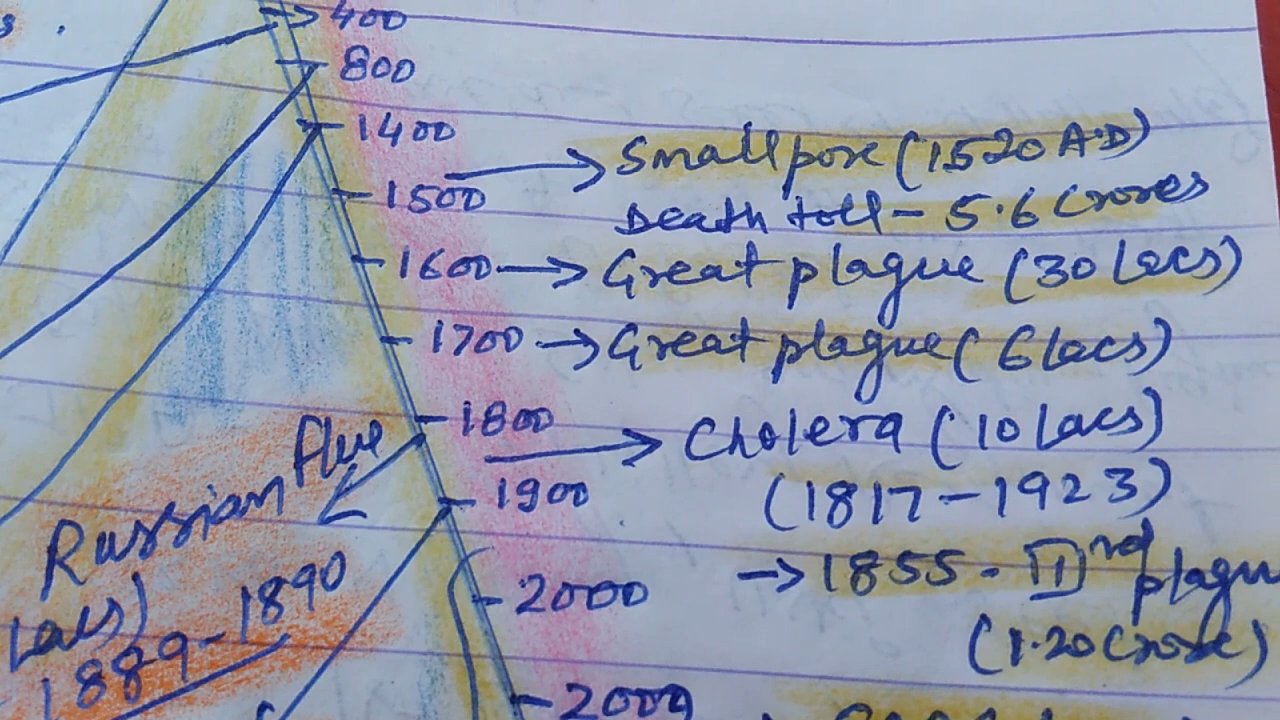 400
800
1400
Smallpox (1520 A.D)
1500
Death toll - 5.6 Crores
1600 → Great plague (30 lacs)
1700 → Great plague (6 lacs)
1800
Cholera (10 lacs)
Russian flue
1900
(1817-1923)
→ 1855 - IIIrd
2000
(1.20 Crore)
lacs)
1889-1890
2009